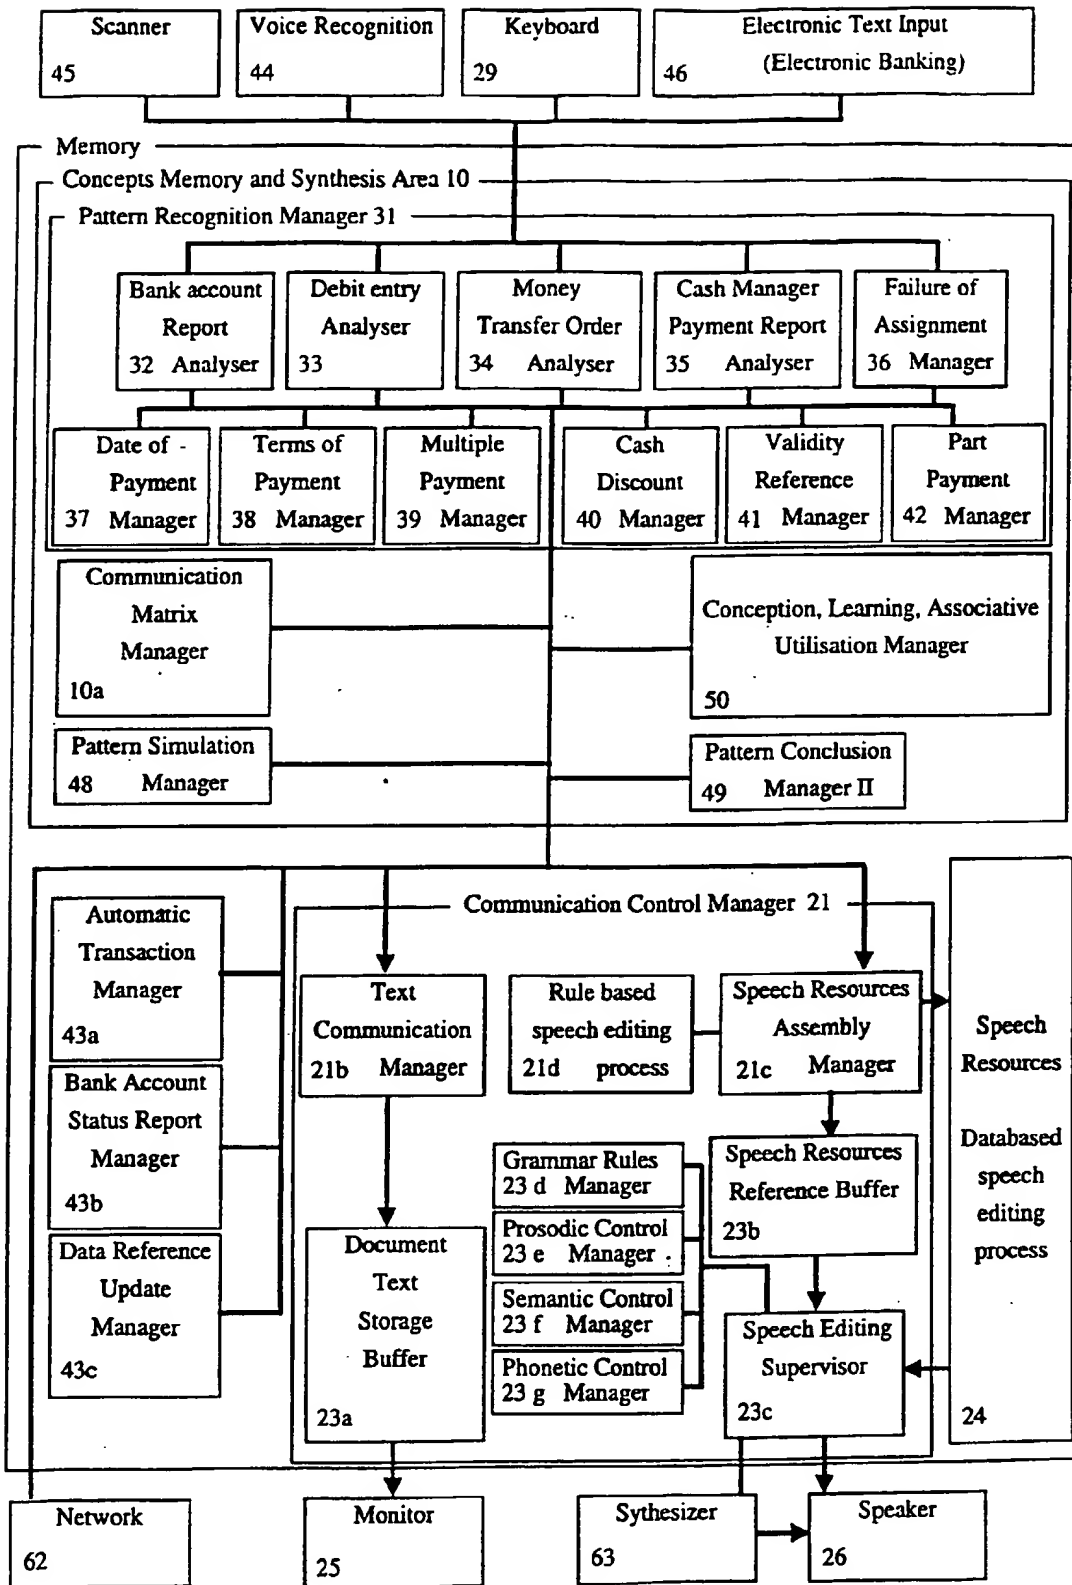 Scanner
45
Voice Recognition
44
Keyboard
29
Electronic Text Input
(Electronic Banking)
46
Memory
Concepts Memory and Synthesis Area 10
Pattern Recognition Manager 31
Bank account
Report
32 Analyser
Debit entry
Analyser
33
Money
Transfer Order
34 Analyser
Cash Manager
Payment Report
35 Analyser
Failure of
Assignment
36 Manager
Date of -
Payment
37 Manager
Terms of
Payment
38 Manager
Multiple
Payment
39 Manager
Cash
Discount
40 Manager
Validity
Reference
41 Manager
Part
Payment
42 Manager
Communication
Matrix
Manager
10a
Conception, Learning, Associative
Utilisation Manager
50
Pattern Simulation
48 Manager
Pattern Conclusion
49 Manager II
Communication Control Manager 21
Automatic
Transaction
Manager
43a
Text
Communication
21b Manager
Rule based
speech editing
21d process
Speech Resources
Assembly
21c Manager
Speech
Resources
Databased
speech
editing
process
24
Bank Account
Status Report
Manager
43b
Grammar Rules
23 d Manager
Speech Resources
Reference Buffer
23b
Prosodic Control
23 e Manager
Data Reference
Update
Manager
43c
Document
Text
Storage
Buffer
23a
Semantic Control
23 f Manager
Phonetic Control
23 g Manager
Speech Editing
Supervisor
23c
Network
62
Monitor
25
Sythesizer
63
Speaker
26